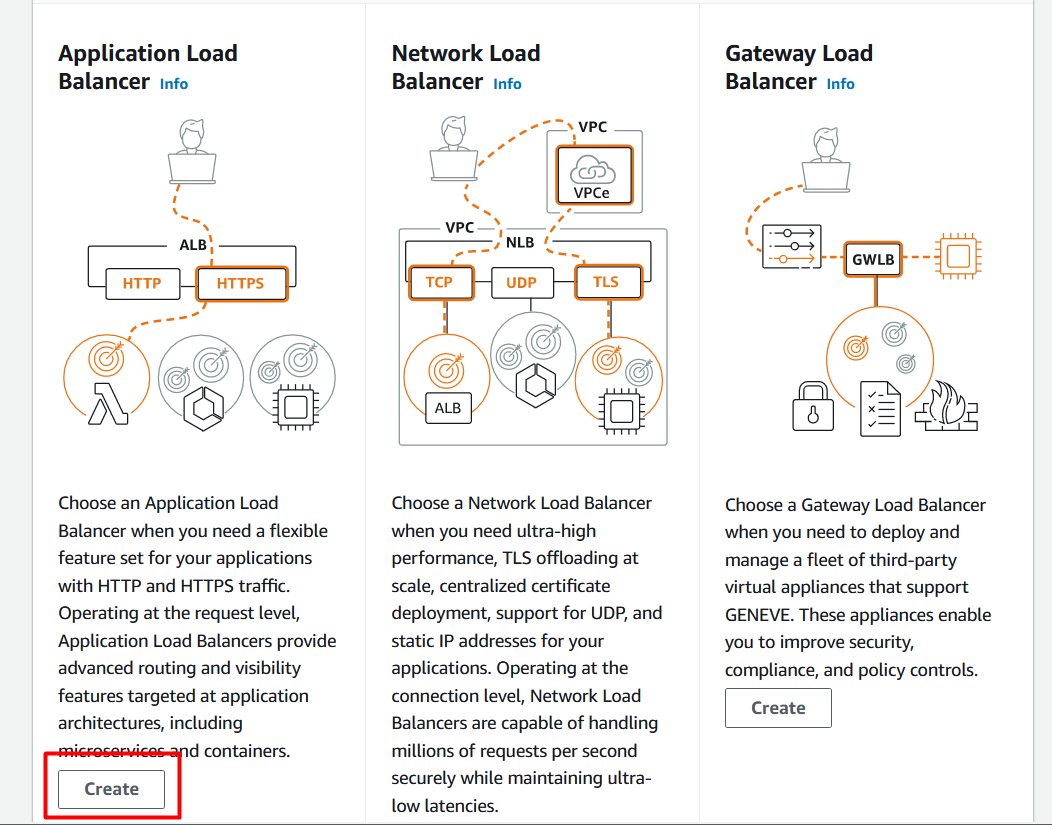 Application Load
Balancer Info
ALB
HTTP
HTTPS
Choose an Application Load
Balancer when you need a flexible
feature set for your applications
with HTTP and HTTPS traffic.
Operating at the request level,
Application Load Balancers provide
advanced routing and visibility
features targeted at application
architectures, including
microservices and containers.
Create
Network Load
Balancer Info
VPC
VPCe
VPC
NLB
TCP
UDP
TLS
ALB
Choose a Network Load Balancer
when you need ultra-high
performance, TLS offloading at
scale, centralized certificate
deployment, support for UDP, and
static IP addresses for your
applications. Operating at the
connection level, Network Load
Balancers are capable of handling
millions of requests per second
securely while maintaining ultra-
low latencies.
Gateway Load
Balancer Info
GWLB
Choose a Gateway Load Balancer
when you need to deploy and
manage a fleet of third-party
virtual appliances that support
GENEVE. These appliances enable
you to improve security,
compliance, and policy controls.
Create